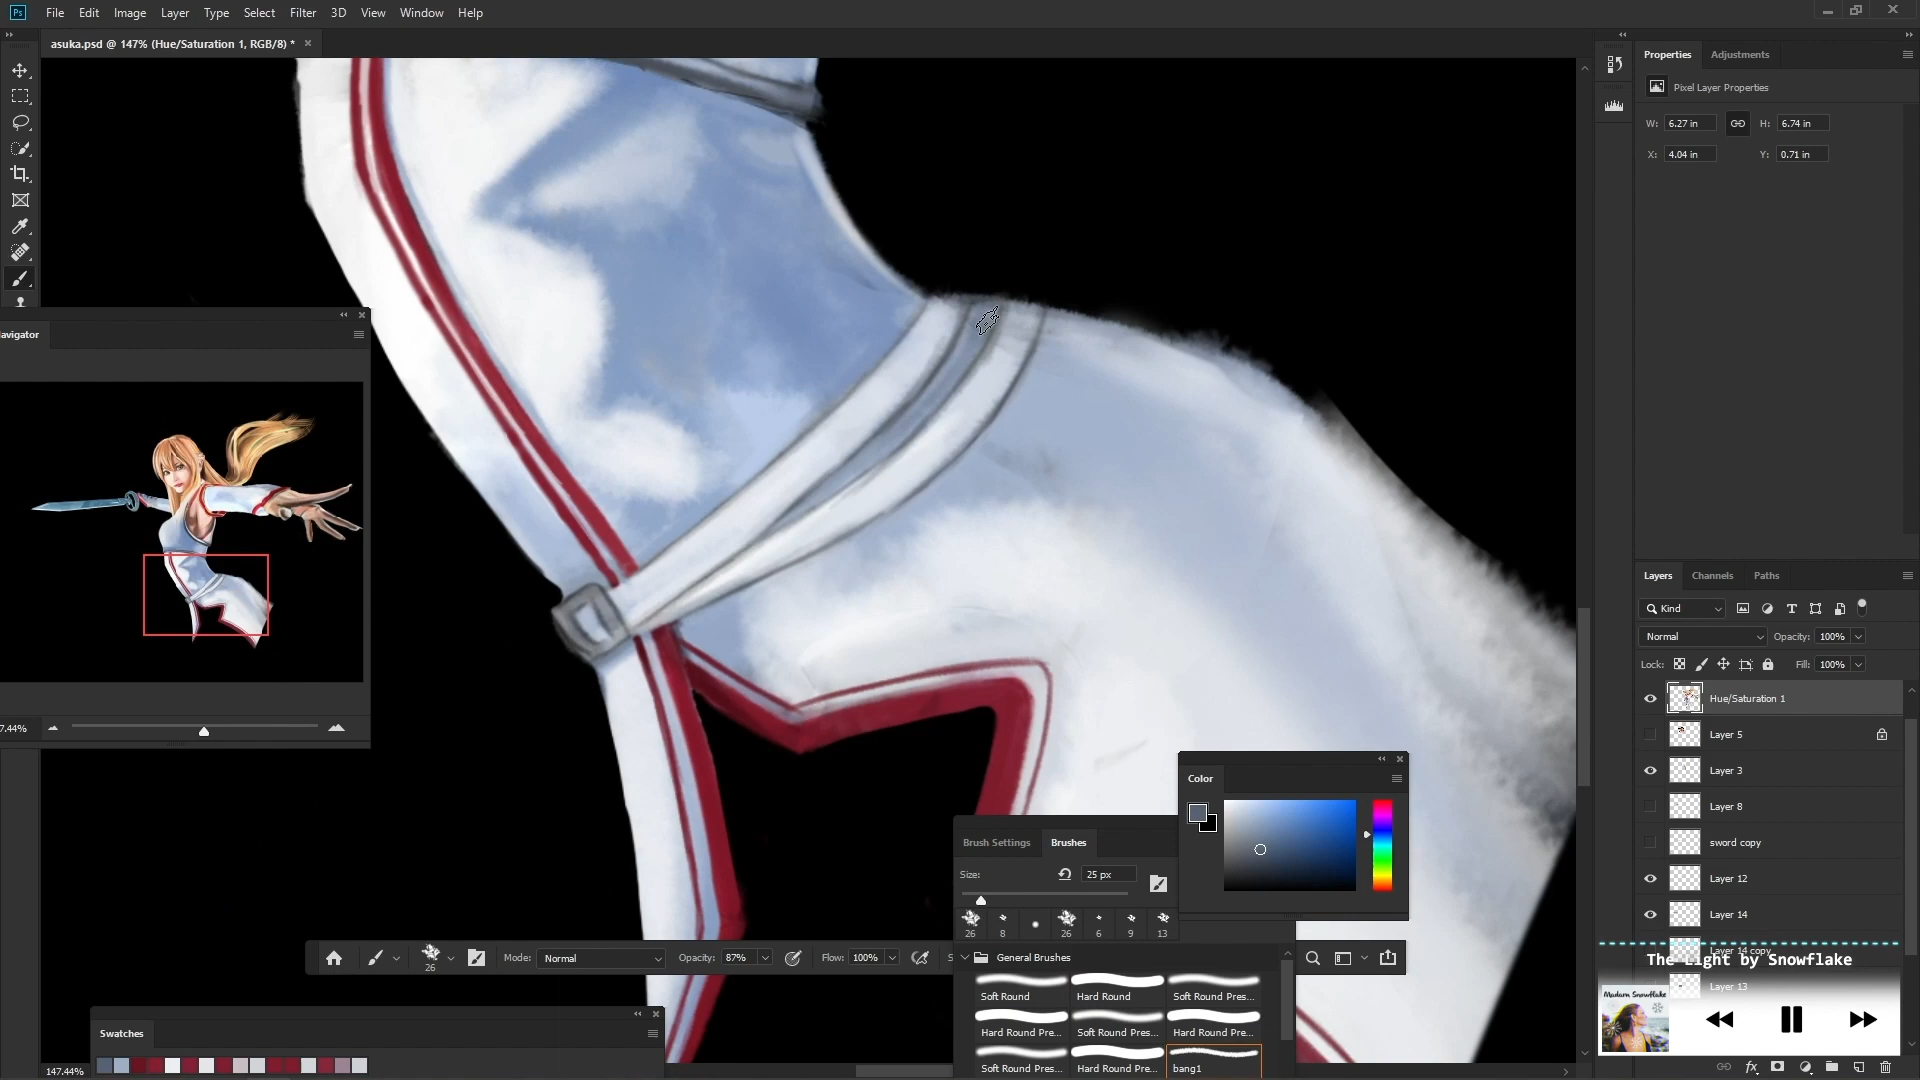 Ps File Edit Image Layer Type Select Filter 3D View Window Help
asuka.psd @ 147% (Hue/Saturation 1, RGB/8) *
Properties Adjustments
Pixel Layer Properties
W: 6.27 in H: 6.74 in
X: 4.04 in Y: 0.71 in
avigator
7.44%
Layers Channels Paths
Kind
Normal Opacity: 100%
Lock: Fill: 100%
Hue/Saturation 1
Layer 5
Layer 3
Layer 8
sword copy
Layer 12
Layer 14
Layer 14 copy
The Light by Snowflake
Layer 13
Madam Snowflake
Color
Brush Settings Brushes
Size: 25 px
26 8 26 6 9 13
General Brushes
Soft Round Hard Round Soft Round Pres...
Hard Round Pre... Soft Round Pres... Hard Round Pre...
Soft Round Pres... Hard Round Pre... bang1
26 Mode: Normal Opacity: 87% Flow: 100% S
Swatches
147.44%